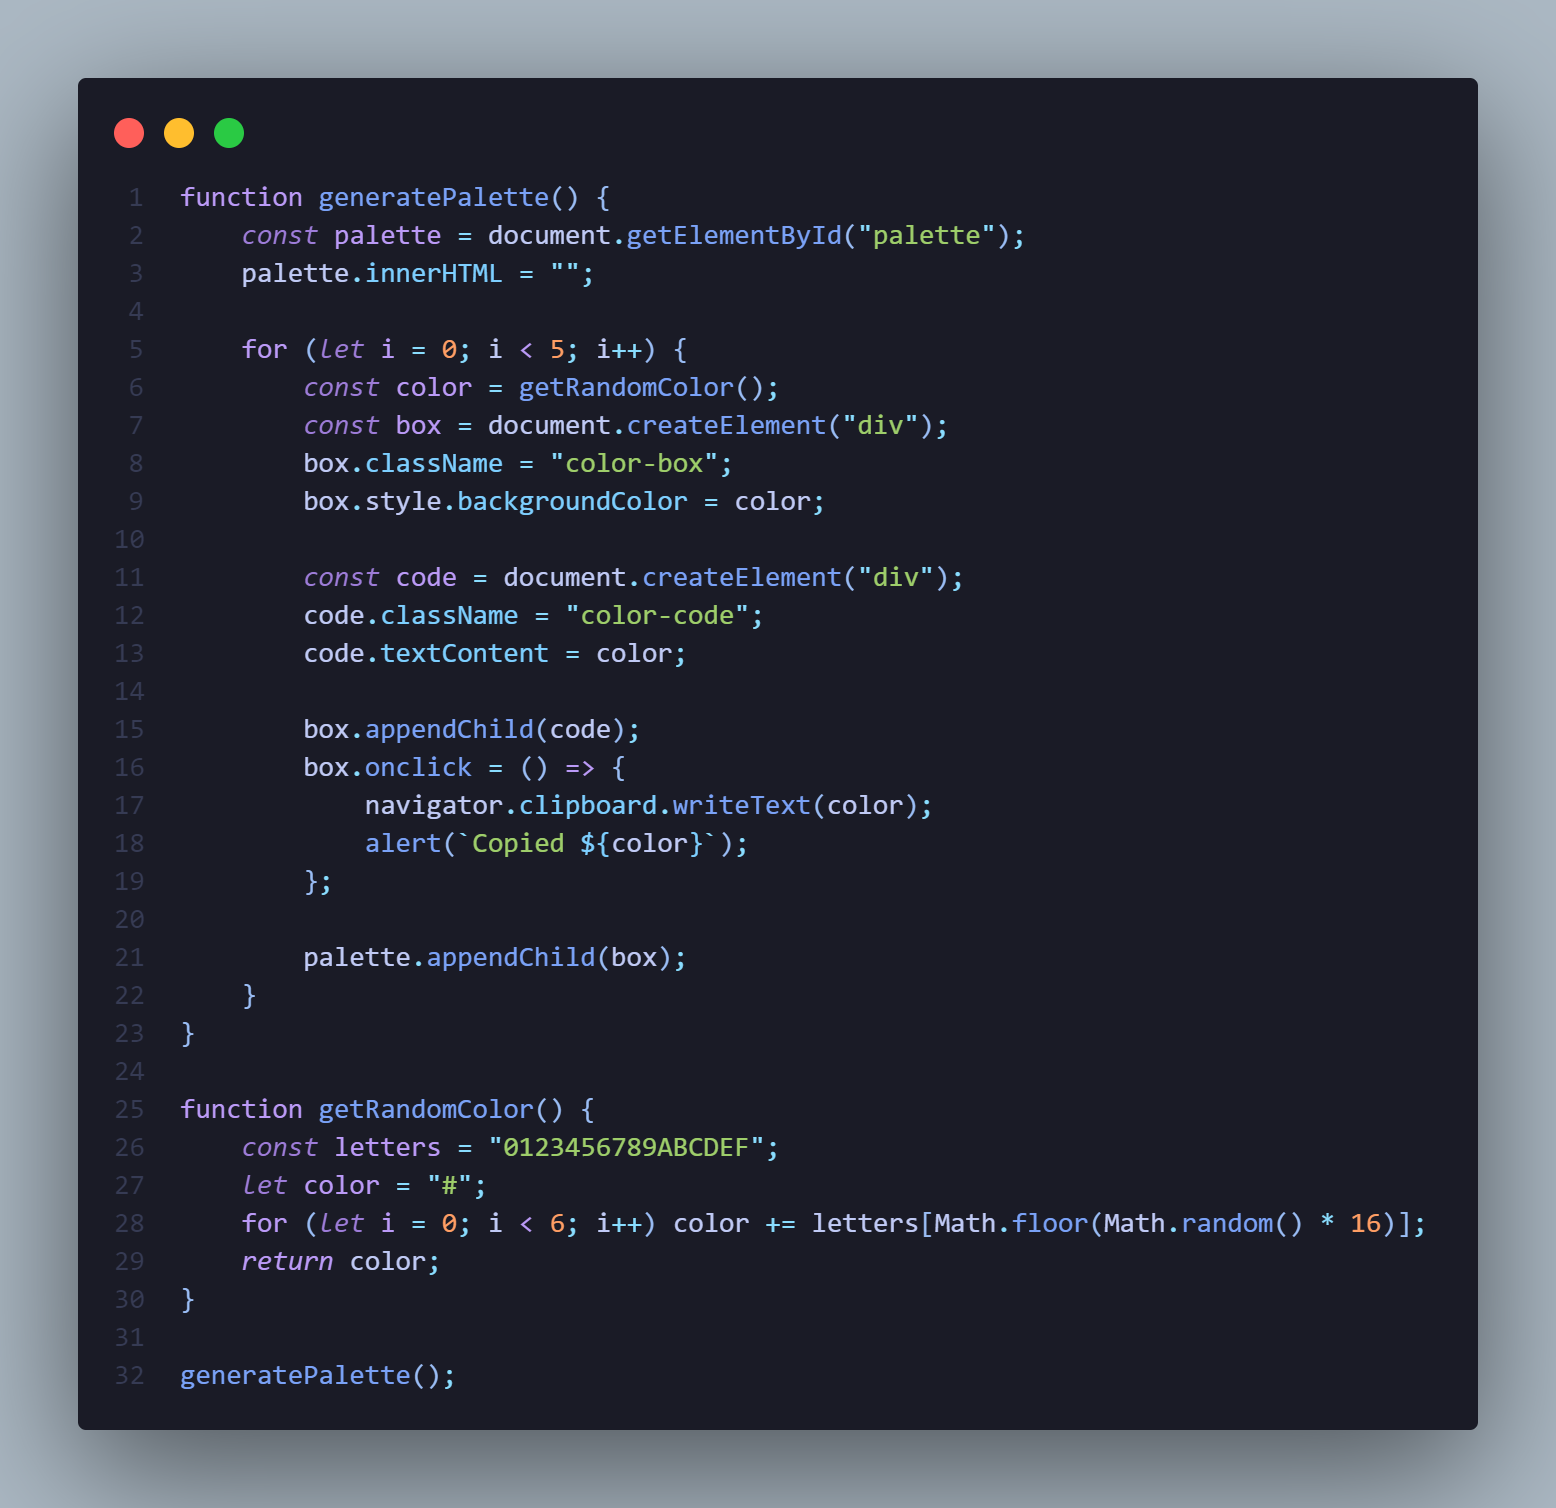 1 function generatePalette() {
2     const palette = document.getElementById("palette");
3     palette.innerHTML = "";
4
5     for (let i = 0; i < 5; i++) {
6         const color = getRandomColor();
7         const box = document.createElement("div");
8         box.className = "color-box";
9         box.style.backgroundColor = color;
10
11         const code = document.createElement("div");
12         code.className = "color-code";
13         code.textContent = color;
14
15         box.appendChild(code);
16         box.onclick = () => {
17             navigator.clipboard.writeText(color);
18             alert(`Copied ${color}`);
19         };
20
21         palette.appendChild(box);
22     }
23 }
24
25 function getRandomColor() {
26     const letters = "0123456789ABCDEF";
27     let color = "#";
28     for (let i = 0; i < 6; i++) color += letters[Math.floor(Math.random() * 16)];
29     return color;
30 }
31
32 generatePalette();